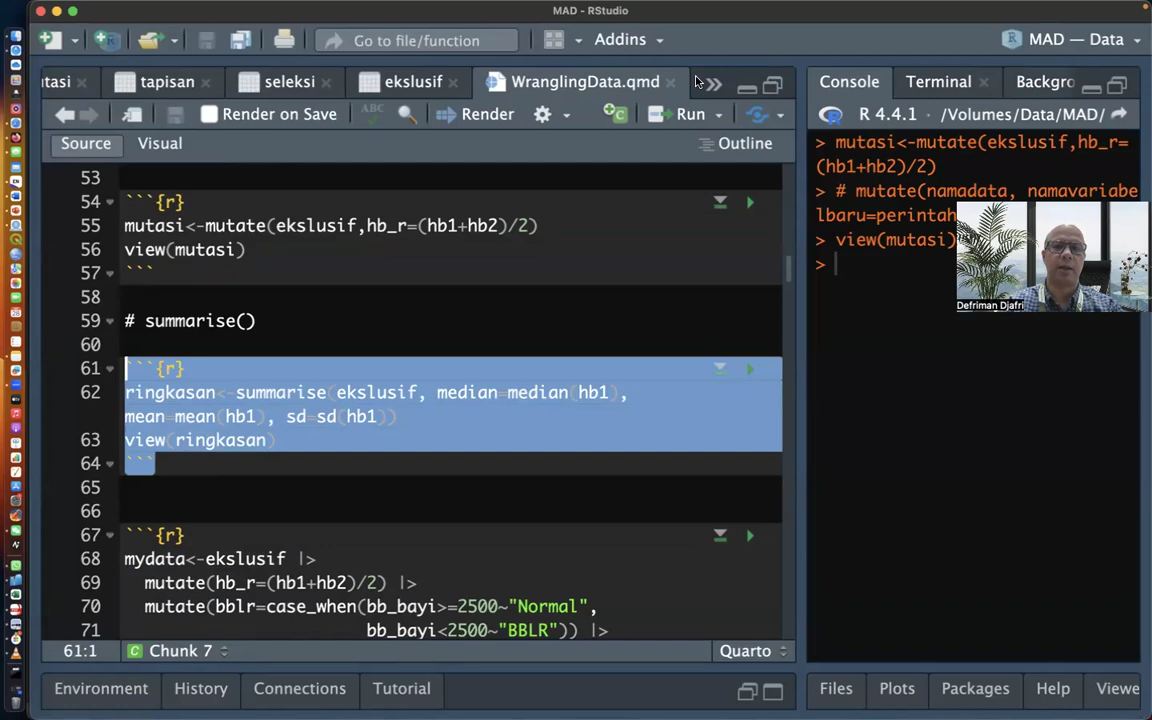 MAD - RStudio
Go to file/function
Addins
MAD — Data
tasi
tapisan
seleksi
ekslusif
WranglingData.qmd
Console
Terminal
Backgro
Render on Save
ABC
Render
Run
R 4.4.1 · /Volumes/Data/MAD/
Source
Visual
Outline
53
54 ```{r}
55 mutasi<-mutate(ekslusif,hb_r=(hb1+hb2)/2)
56 view(mutasi)
57 ```
58
59 # summarise()
60
61 ```{r}
62 ringkasan<-summarise(ekslusif, median=median(hb1),
mean=mean(hb1), sd=sd(hb1))
63 view(ringkasan)
64 ```
65
66
67 ```{r}
68 mydata<-ekslusif |>
69 mutate(hb_r=(hb1+hb2)/2) |>
70 mutate(bblr=case_when(bb_bayi>=2500~"Normal",
71 bb_bayi<2500~"BBLR")) |>
61:1
Chunk 7
Quarto
> mutasi<-mutate(ekslusif,hb_r=
(hb1+hb2)/2)
> # mutate(namadata, namavariabe
lbaru=perintah
> view(mutasi)
>
Defriman Djafri
Environment
History
Connections
Tutorial
Files
Plots
Packages
Help
Viewe